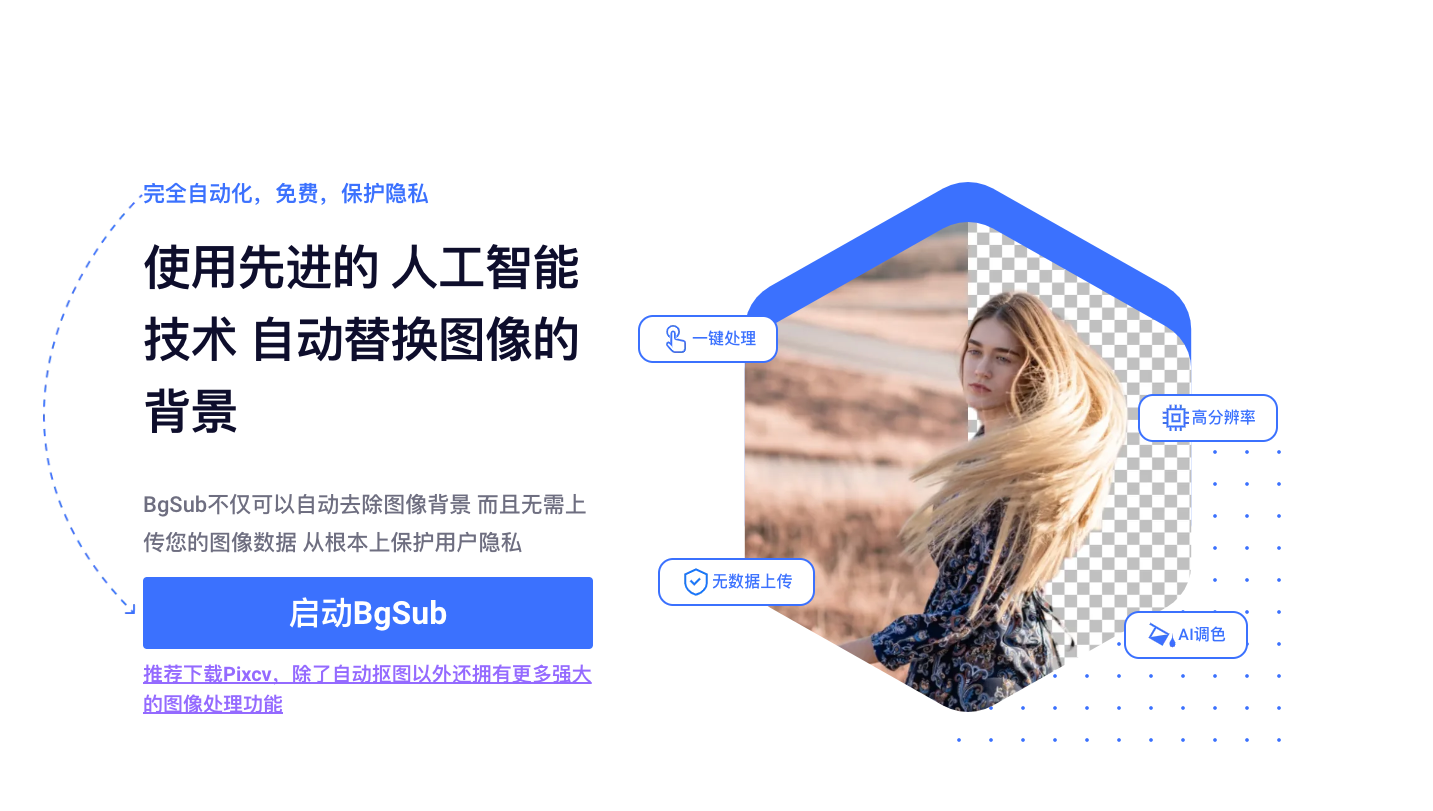 完全自动化，免费，保护隐私
使用先进的 人工智能
技术 自动替换图像的
背景
BgSub不仅可以自动去除图像背景 而且无需上
传您的图像数据 从根本上保护用户隐私
启动BgSub
推荐下载Pixcv，除了自动抠图以外还拥有更多强大
的图像处理功能
一键处理
高分辨率
无数据上传
AI调色